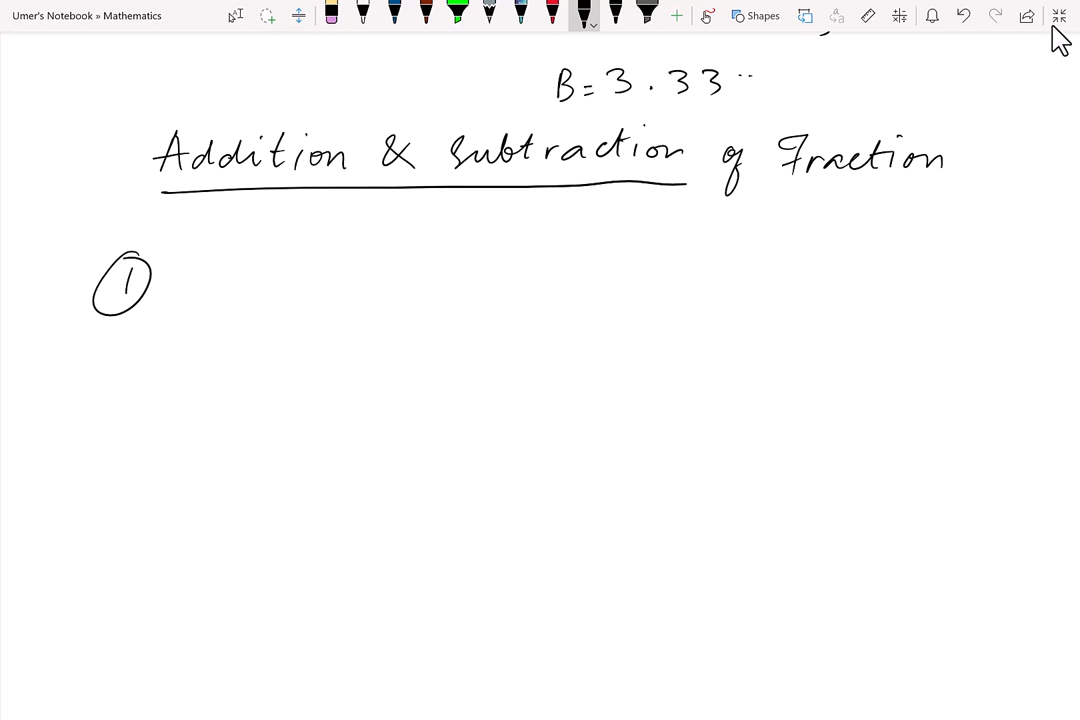 Umer's Notebook » Mathematics
Shapes
B = 3.33..
Addition & Subtraction of Fraction
①